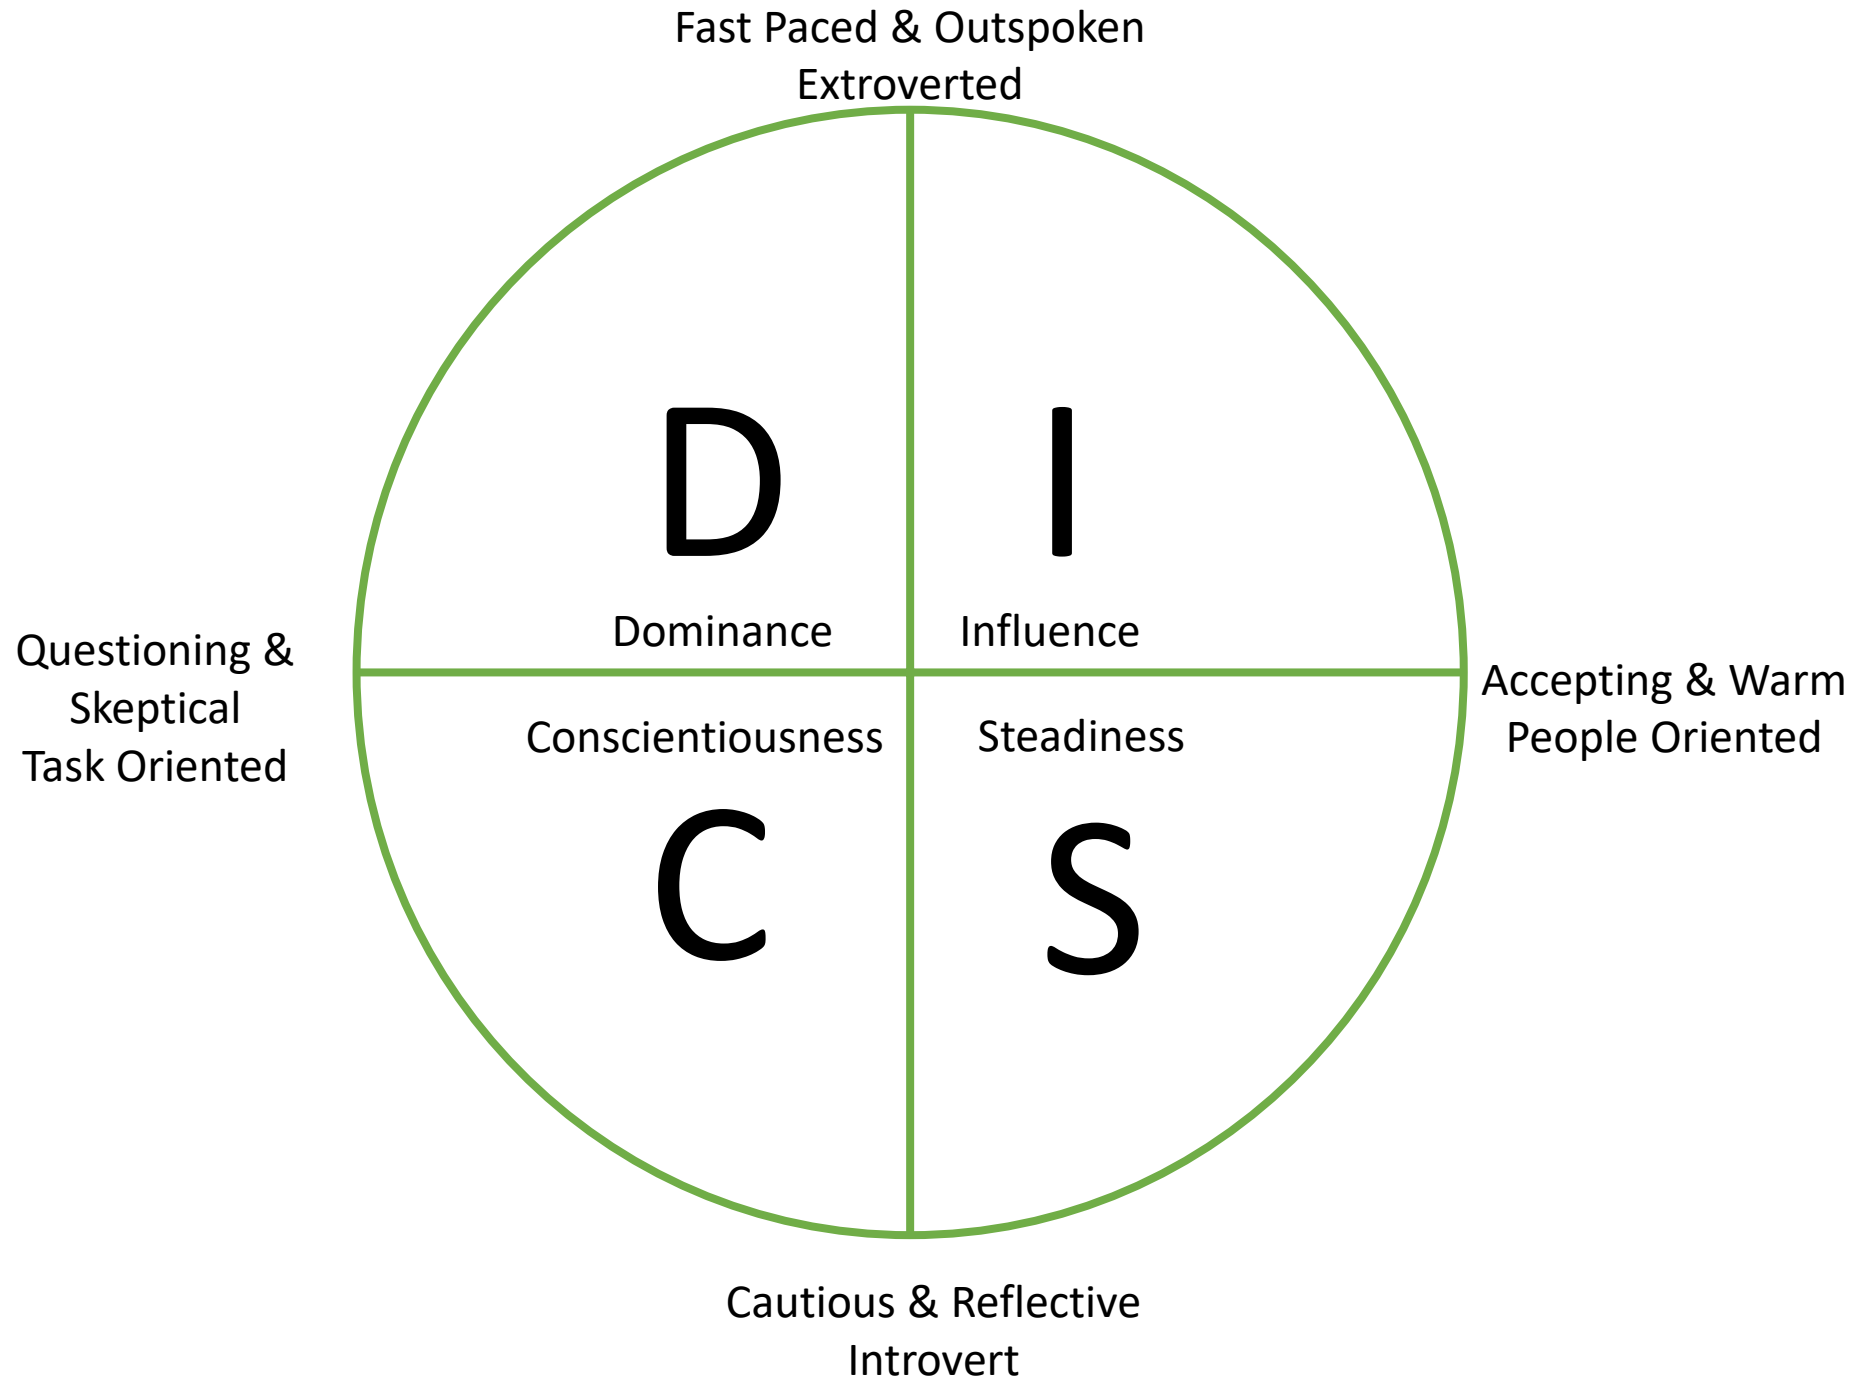 Fast Paced & Outspoken
Extroverted
D
I
Dominance
Influence
Questioning &
Skeptical
Task Oriented
Accepting & Warm
People Oriented
Conscientiousness
Steadiness
C
S
Cautious & Reflective
Introvert